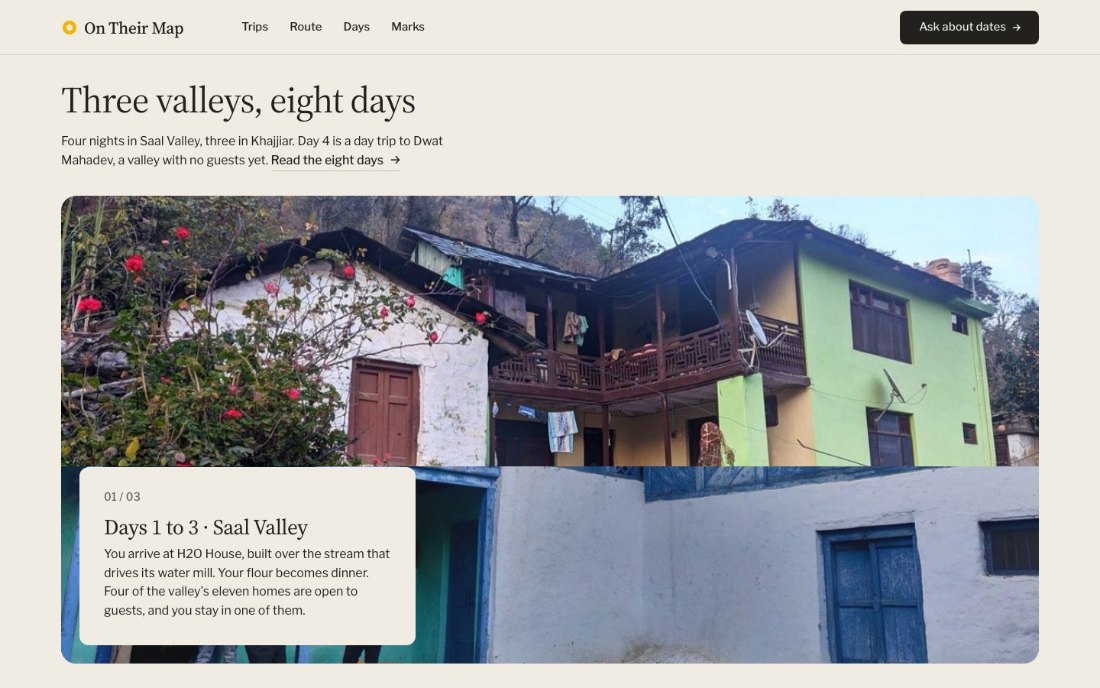 On Their Map
Trips
Route
Days
Marks
Ask about dates →
Three valleys, eight days
Four nights in Saal Valley, three in Khajjiar. Day 4 is a day trip to Dwat
Mahadev, a valley with no guests yet. Read the eight days →
01 / 03
Days 1 to 3 · Saal Valley
You arrive at H2O House, built over the stream that
drives its water mill. Your flour becomes dinner.
Four of the valley's eleven homes are open to
guests, and you stay in one of them.